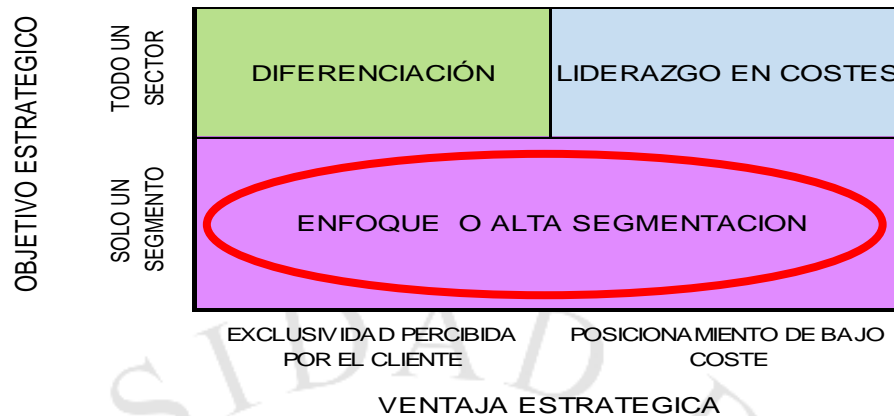 OBJETIVO ESTRATEGICO
TODO UN
SECTOR
DIFERENCIACIÓN
LIDERAZGO EN COSTES
SOLO UN
SEGMENTO
ENFOQUE O ALTA SEGMENTACION
EXCLUSIVIDAD PERCIBIDA
POR EL CLIENTE
POSICIONAMIENTO DE BAJO
COSTE
VENTAJA ESTRATEGICA
SIDAD